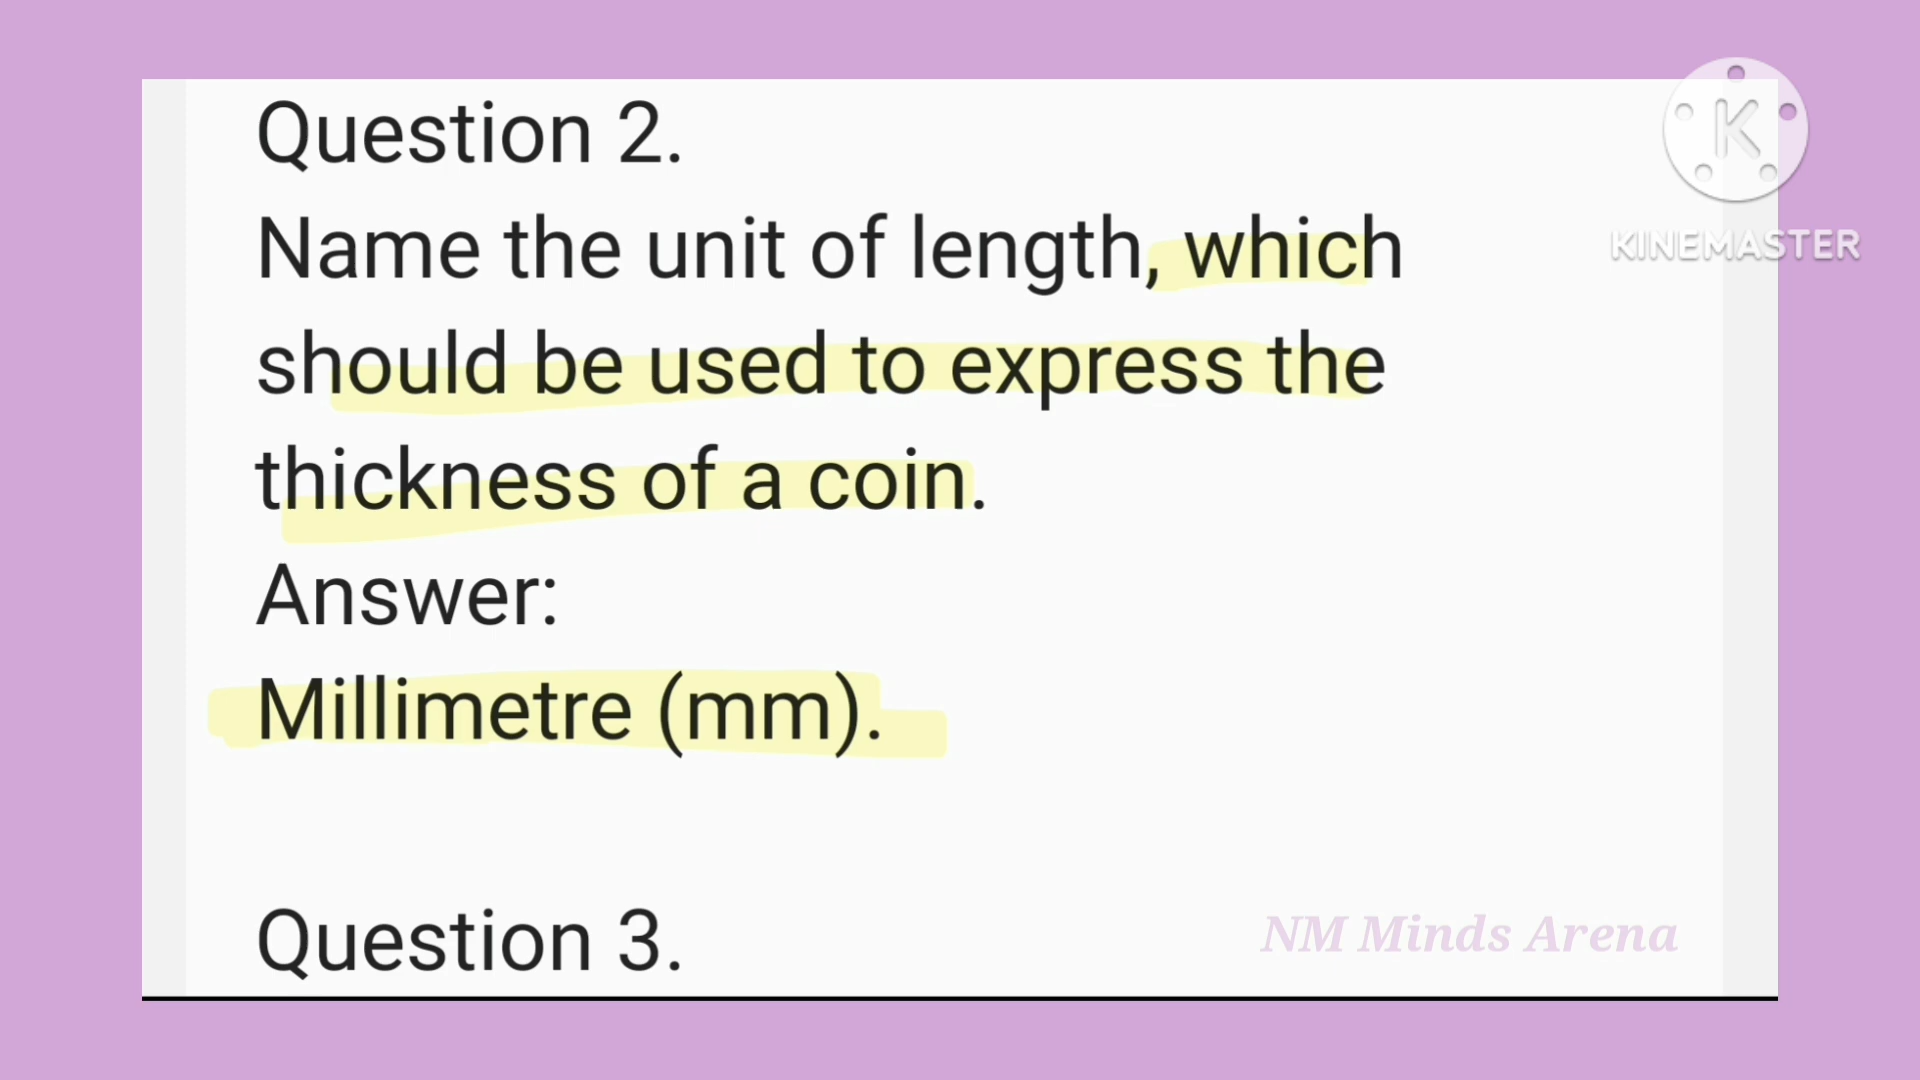 Question 2.
Name the unit of length, which
should be used to express the
thickness of a coin.
Answer:
Millimetre (mm).
Question 3.
NM Minds Arena
K
KINEMASTER